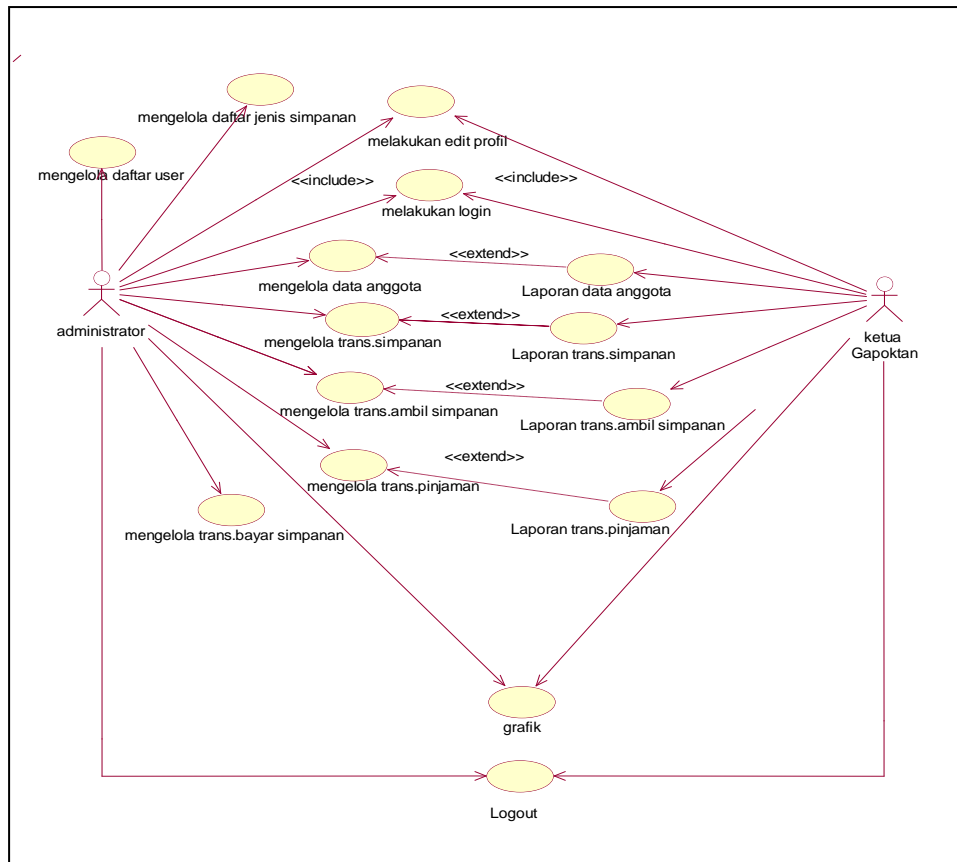 mengelola daftar jenis simpanan
melakukan edit profil
mengelola daftar user
<<include>>
<<include>>
melakukan login
<<extend>>
mengelola data anggota
Laporan data anggota
<<extend>>
administrator
mengelola trans.simpanan
Laporan trans.simpanan
ketua
Gapoktan
<<extend>>
mengelola trans.ambil simpanan
Laporan trans.ambil simpanan
<<extend>>
mengelola trans.pinjaman
mengelola trans.bayar simpanan
Laporan trans.pinjaman
grafik
Logout